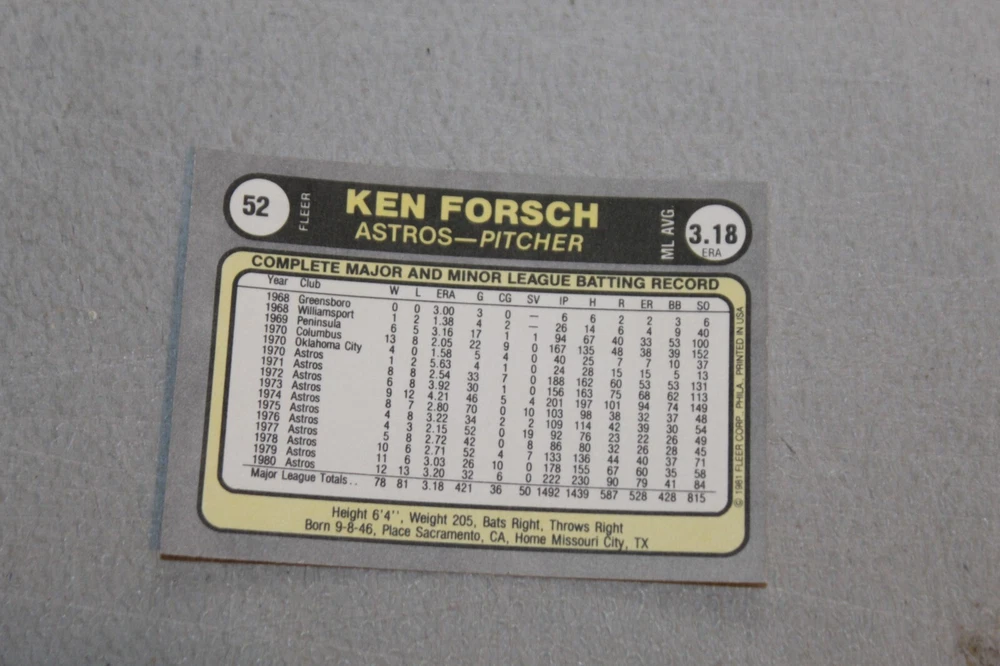 52
FLEER
KEN FORSCH
ASTROS—PITCHER
ML AVG.
3.18
ERA
COMPLETE MAJOR AND MINOR LEAGUE BATTING RECORD
Year Club W L ERA G CG SV IP H R ER BB SO
1968 Greensboro 0 0 3.00 3 0 — 6 6 2 2 3 6
1968 Williamsport 1 2 1.38 4 2 — 26 14 6 4 9 40
1969 Peninsula 6 5 3.16 17 1 1 94 67 40 33 53 100
1970 Columbus 13 8 2.05 22 9 0 167 135 48 38 39 152
1970 Oklahoma City 4 0 1.58 5 4 0 40 25 7 7 10 37
1970 Astros 1 2 5.63 4 1 0 24 28 15 15 5 13
1971 Astros 8 8 2.54 33 7 0 188 162 60 53 53 131
1972 Astros 6 8 3.92 30 1 0 156 163 75 68 62 113
1973 Astros 9 12 4.21 46 5 4 201 197 101 94 74 149
1974 Astros 8 7 2.80 70 0 10 103 98 38 32 37 48
1975 Astros 4 8 3.22 34 2 2 109 114 42 39 30 54
1976 Astros 4 3 2.15 52 0 19 92 76 23 22 26 49
1977 Astros 5 8 2.72 42 0 8 86 80 32 26 28 45
1978 Astros 10 6 2.71 52 4 7 133 136 44 40 37 71
1979 Astros 11 6 3.03 26 10 0 178 155 67 60 35 58
1980 Astros 12 13 3.20 32 6 0 222 230 90 79 41 84
Major League Totals . . 78 81 3.18 421 36 50 1492 1439 587 528 428 815
Height 6'4'', Weight 205, Bats Right, Throws Right
Born 9-8-46, Place Sacramento, CA, Home Missouri City, TX
© 1981 FLEER CORP. PHILA. PRINTED IN USA